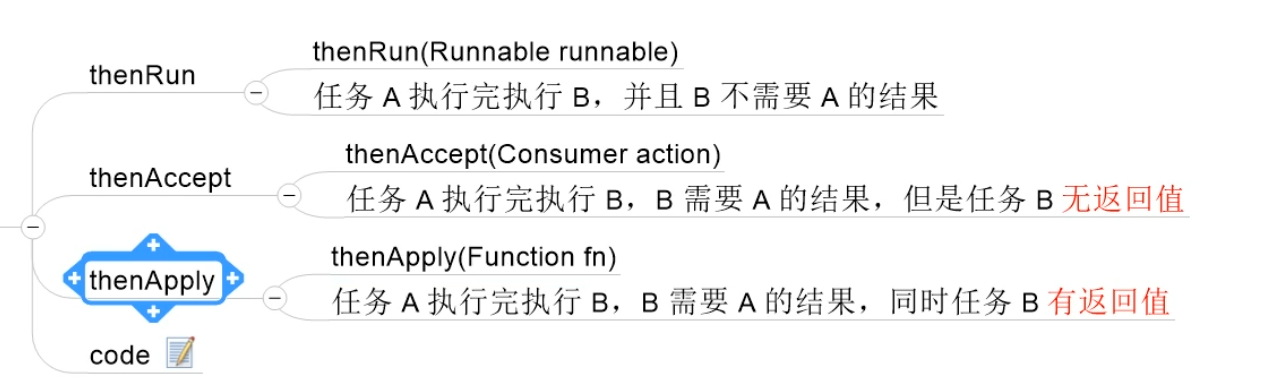 thenRun
thenRun(Runnable runnable)
任务 A 执行完执行 B，并且 B 不需要 A 的结果
thenAccept
thenAccept(Consumer action)
任务 A 执行完执行 B，B 需要 A 的结果，但是任务 B 无返回值
thenApply
thenApply(Function fn)
任务 A 执行完执行 B，B 需要 A 的结果，同时任务 B 有返回值
code